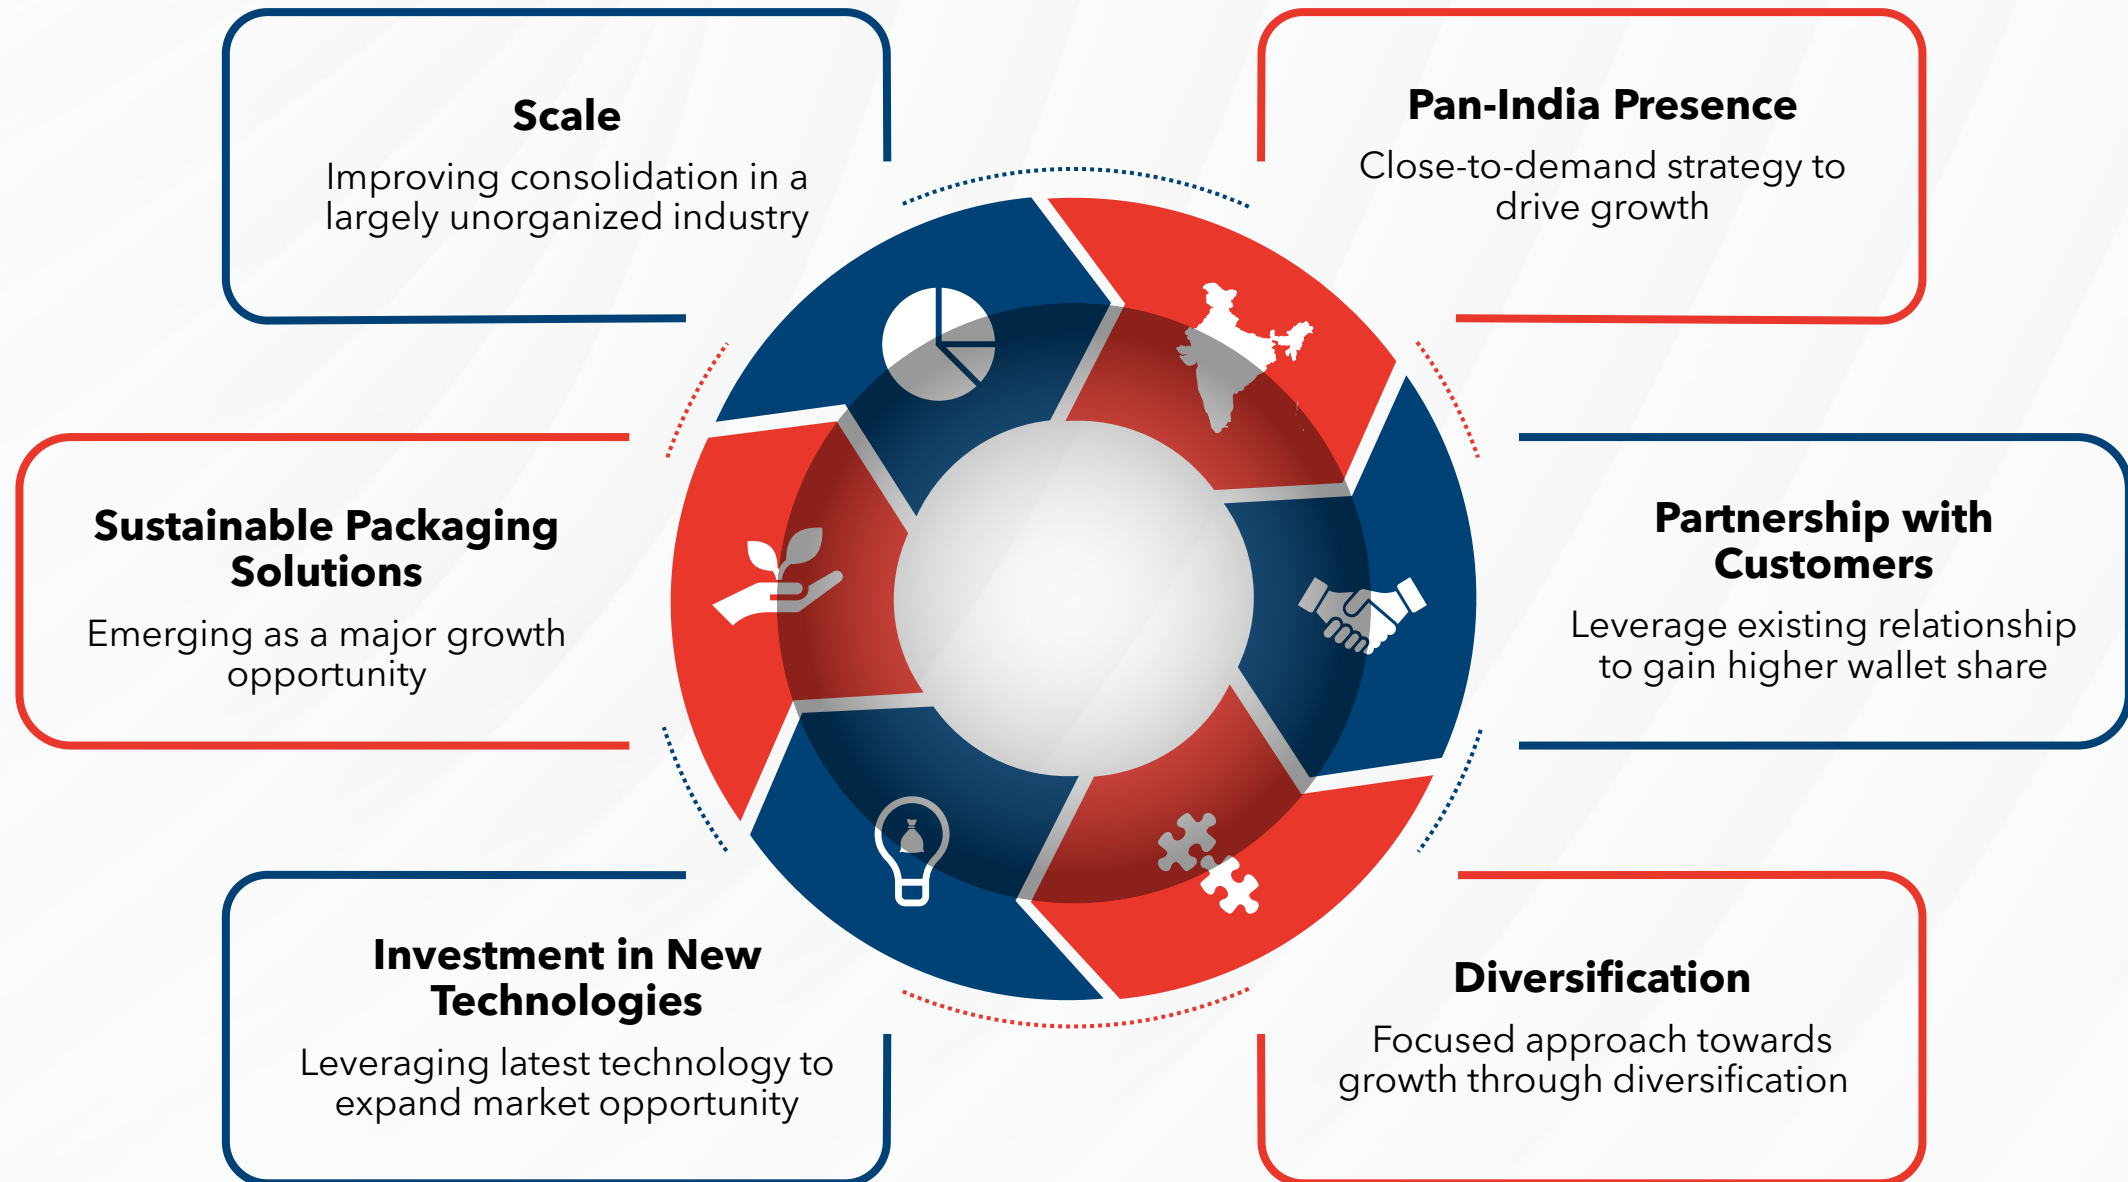 Scale
Improving consolidation in a
largely unorganized industry
Pan-India Presence
Close-to-demand strategy to
drive growth
Sustainable Packaging
Solutions
Emerging as a major growth
opportunity
Partnership with
Customers
Leverage existing relationship
to gain higher wallet share
Investment in New
Technologies
Leveraging latest technology to
expand market opportunity
Diversification
Focused approach towards
growth through diversification